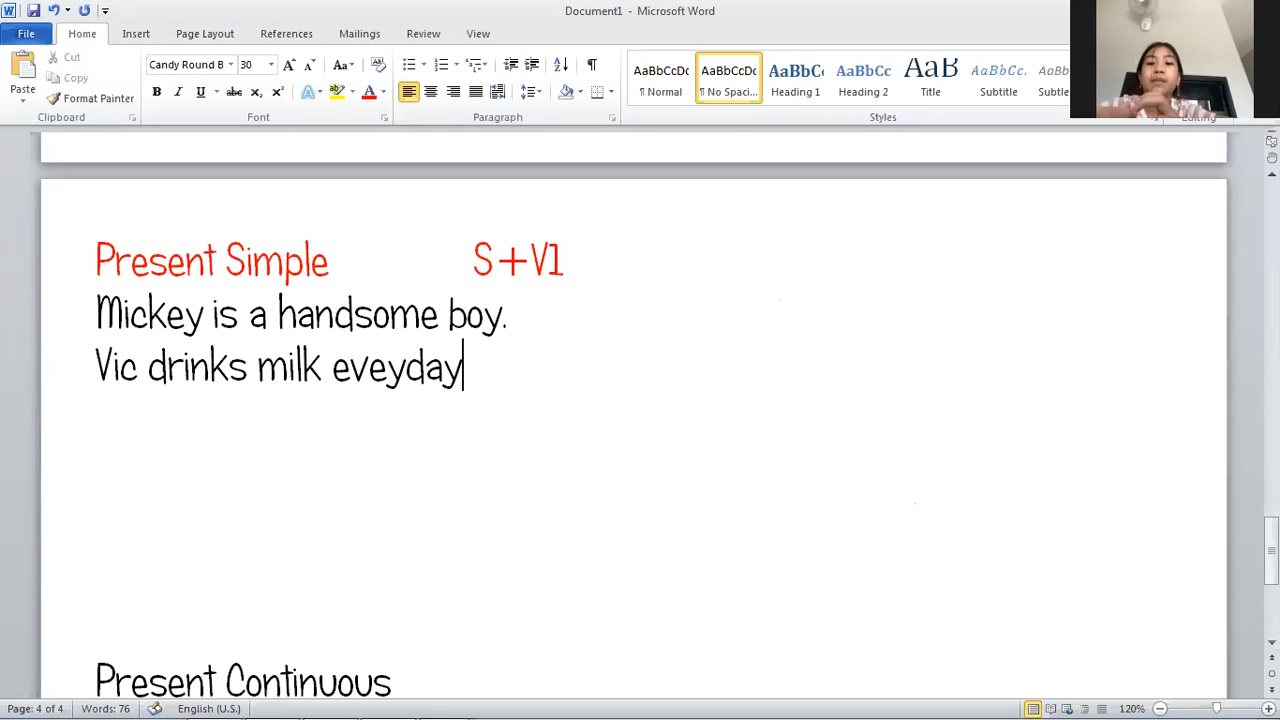 Document1 - Microsoft Word
File Home Insert Page Layout References Mailings Review View
Cut
Copy
Format Painter
Paste
Clipboard
Candy Round B 30
Font
Paragraph
AaBbCcDc AaBbCcDc AaBbC AaBbCc AaB AaBbCc. AaBbCc
¶ Normal ¶ No Spaci... Heading 1 Heading 2 Title Subtitle Subtle
Styles
Editing
Present Simple S+V1
Mickey is a handsome boy.
Vic drinks milk eveyday
Present Continuous
Page: 4 of 4 Words: 76 English (U.S.) 120%